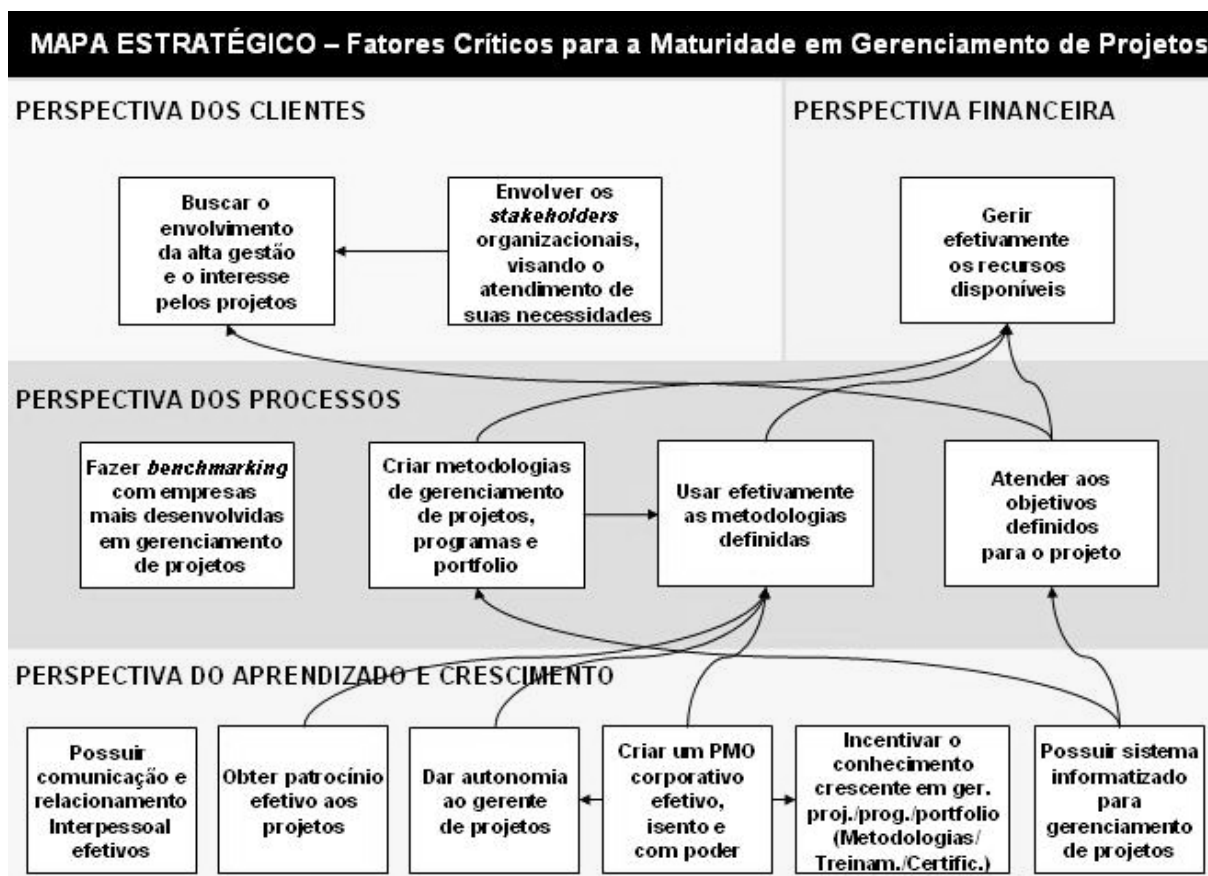 MAPA ESTRATÉGICO – Fatores Críticos para a Maturidade em Gerenciamento de Projetos
PERSPECTIVA DOS CLIENTES
PERSPECTIVA FINANCEIRA
Buscar o
envolvimento
da alta gestão
e o interesse
pelos projetos
Envolver os
stakeholders
organizacionais,
visando o
atendimento de
suas necessidades
Gerir
efetivamente
os recursos
disponíveis
PERSPECTIVA DOS PROCESSOS
Fazer benchmarking
com empresas
mais desenvolvidas
em gerenciamento
de projetos
Criar metodologias
de gerenciamento
de projetos,
programas e
portfolio
Usar efetivamente
as metodologias
definidas
Atender aos
objetivos
definidos
para o projeto
PERSPECTIVA DO APRENDIZADO E CRESCIMENTO
Possuir
comunicação e
relacionamento
Interpessoal
efetivos
Obter patrocínio
efetivo aos
projetos
Dar autonomia
ao gerente
de projetos
Criar um PMO
corporativo
efetivo,
isento e
com poder
Incentivar o
conhecimento
crescente em ger.
proj./prog./portfolio
(Metodologias/
Treinam./Certific.)
Possuir sistema
informatizado
para
gerenciamento
de projetos